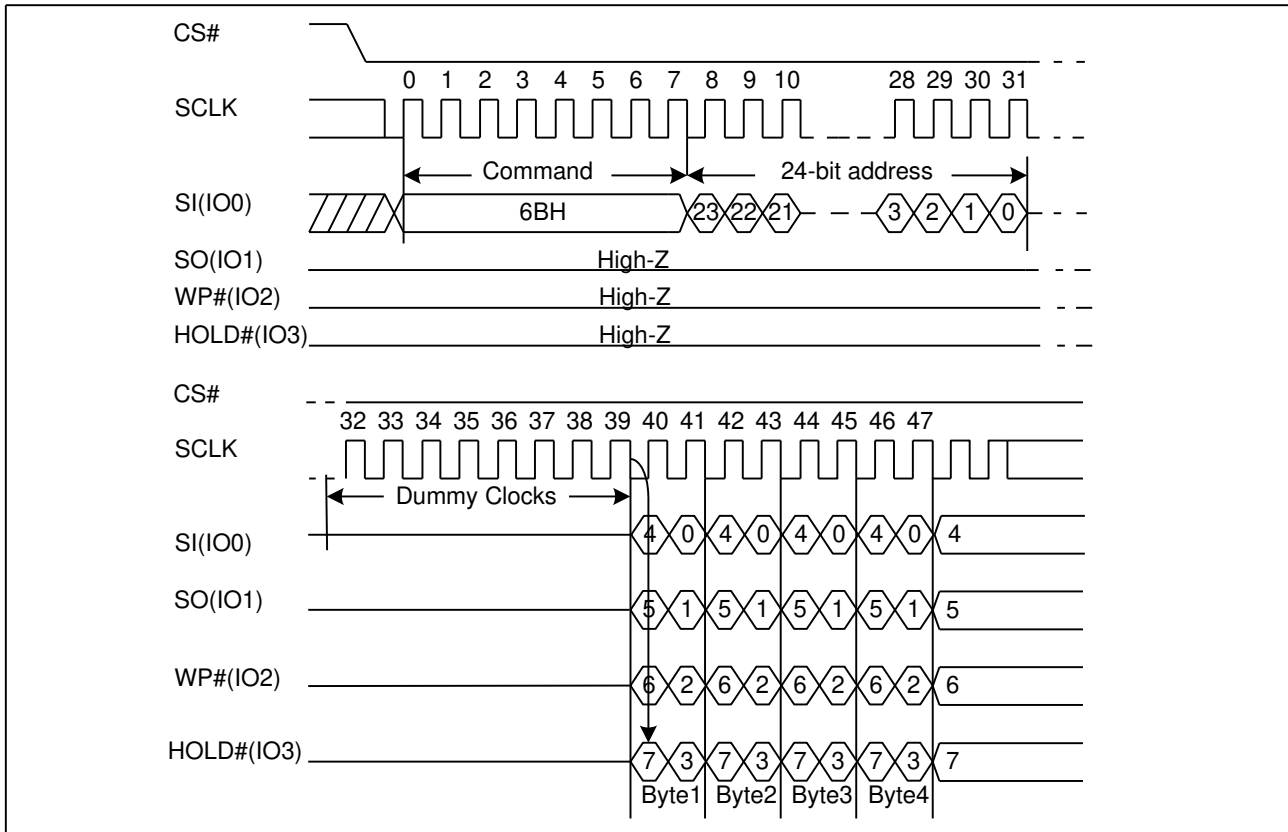 CS#
0 1 2 3 4 5 6 7 8 9 10 28 29 30 31
SCLK
Command 24-bit address
SI(IO0) 6BH 23 22 21 3 2 1 0
SO(IO1) High-Z
WP#(IO2) High-Z
HOLD#(IO3) High-Z
CS#
32 33 34 35 36 37 38 39 40 41 42 43 44 45 46 47
SCLK
Dummy Clocks
SI(IO0) 4 0 4 0 4 0 4 0 4
SO(IO1) 5 1 5 1 5 1 5 1 5
WP#(IO2) 6 2 6 2 6 2 6 2 6
HOLD#(IO3) 7 3 7 3 7 3 7 3 7
Byte1 Byte2 Byte3 Byte4